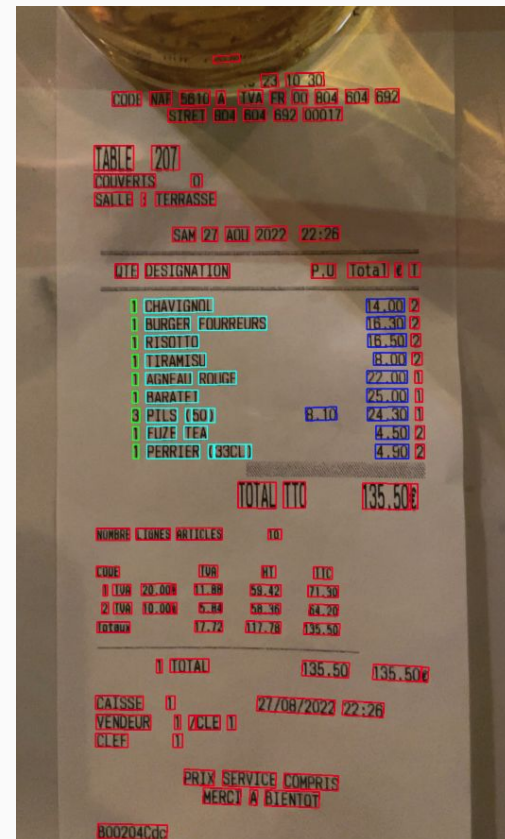 23 10 30
CODE NAF 5610 A TVA FR 00 804 604 692
SIRET 804 604 692 00017
TABLE 207
COUVERTS 0
SALLE : TERRASSE
SAM 27 AOU 2022 22:26
QTE DESIGNATION P.U Total € T
1 CHAVIGNOL 14.00 2
1 BURGER FOURREURS 16.30 2
1 RISOTTO 16.50 2
1 TIRAMISU 8.00 2
1 AGNEAU ROUGE 22.00 1
1 BARATEI 25.00 1
3 PILS (50) 8.10 24.30 1
1 FUZE TEA 4.50 2
1 PERRIER (33CL) 4.90 2
TOTAL TTC 135.50€
NOMBRE LIGNES ARTICLES 10
CODE TVA HT TTC
1 TVA 20.00% 11.88 59.42 71.30
2 TVA 10.00% 5.84 58.36 64.20
Totaux 17.72 117.78 135.50
1 TOTAL 135.50 135.50€
CAISSE 1 27/08/2022 22:26
VENDEUR 1 /CLE 1
CLEF 1
PRIX SERVICE COMPRIS
MERCI A BIENTOT
B00204Cdc